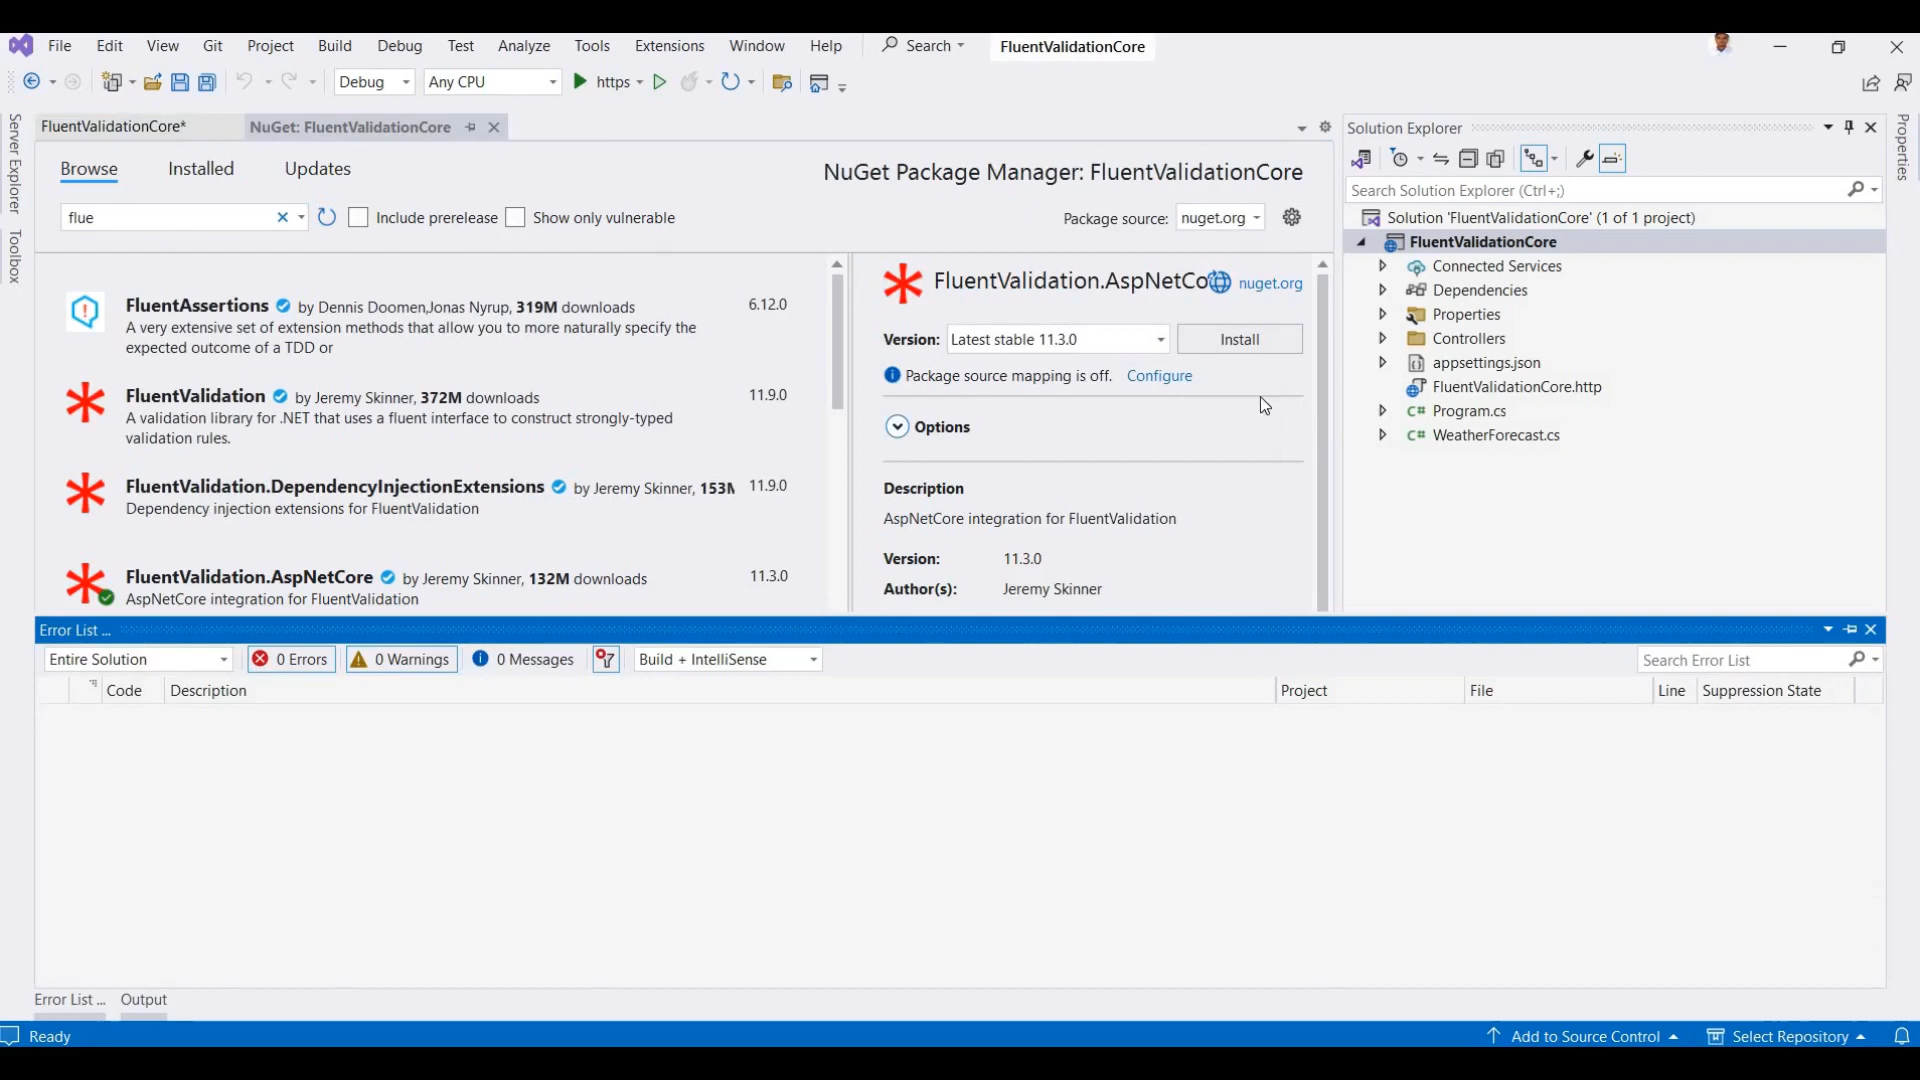 File Edit View Git Project Build Debug Test Analyze Tools Extensions Window Help Search FluentValidationCore
Debug Any CPU https
Server Explorer
Toolbox
FluentValidationCore* NuGet: FluentValidationCore
Browse Installed Updates
NuGet Package Manager: FluentValidationCore
flue
Include prerelease Show only vulnerable
Package source: nuget.org
FluentAssertions by Dennis Doomen,Jonas Nyrup, 319M downloads 6.12.0
A very extensive set of extension methods that allow you to more naturally specify the
expected outcome of a TDD or
FluentValidation by Jeremy Skinner, 372M downloads 11.9.0
A validation library for .NET that uses a fluent interface to construct strongly-typed
validation rules.
FluentValidation.DependencyInjectionExtensions by Jeremy Skinner, 153M 11.9.0
Dependency injection extensions for FluentValidation
FluentValidation.AspNetCore by Jeremy Skinner, 132M downloads 11.3.0
AspNetCore integration for FluentValidation
FluentValidation.AspNetCo nuget.org
Version: Latest stable 11.3.0 Install
Package source mapping is off. Configure
Options
Description
AspNetCore integration for FluentValidation
Version: 11.3.0
Author(s): Jeremy Skinner
Solution Explorer
Search Solution Explorer (Ctrl+;)
Solution 'FluentValidationCore' (1 of 1 project)
FluentValidationCore
Connected Services
Dependencies
Properties
Controllers
appsettings.json
FluentValidationCore.http
C# Program.cs
C# WeatherForecast.cs
Properties
Error List ...
Entire Solution 0 Errors 0 Warnings 0 Messages Build + IntelliSense Search Error List
Code Description Project File Line Suppression State
Error List ... Output
Ready Add to Source Control Select Repository